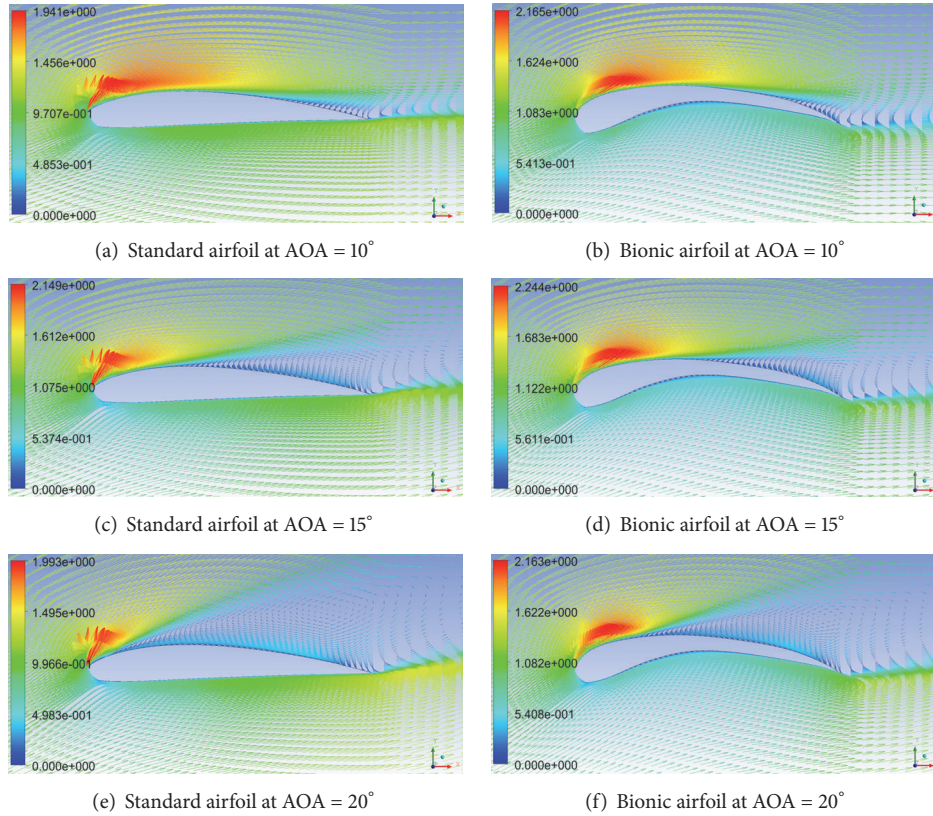 1.941e+000
1.456e+000
9.707e-001
4.853e-001
0.000e+000
(a) Standard airfoil at AOA = 10°
2.165e+000
1.624e+000
1.083e+000
5.413e-001
0.000e+000
(b) Bionic airfoil at AOA = 10°
2.149e+000
1.612e+000
1.075e+000
5.374e-001
0.000e+000
(c) Standard airfoil at AOA = 15°
2.244e+000
1.683e+000
1.122e+000
5.611e-001
0.000e+000
(d) Bionic airfoil at AOA = 15°
1.993e+000
1.495e+000
9.966e-001
4.983e-001
0.000e+000
(e) Standard airfoil at AOA = 20°
2.163e+000
1.622e+000
1.082e+000
5.408e-001
0.000e+000
(f) Bionic airfoil at AOA = 20°